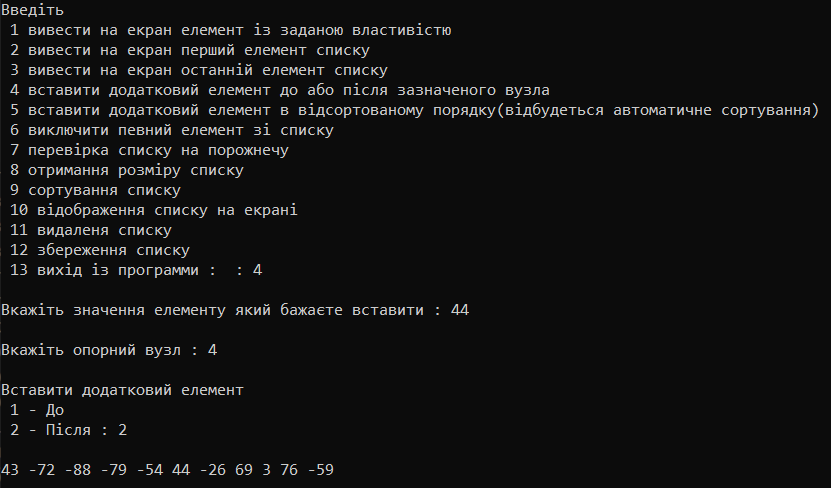 Введіть
1 вивести на екран елемент із заданою властивістю
2 вивести на екран перший елемент списку
3 вивести на екран останній елемент списку
4 вставити додатковий елемент до або після зазначеного вузла
5 вставити додатковий елемент в відсортованому порядку(відбудеться автоматичне сортування)
6 виключити певний елемент зі списку
7 перевірка списку на порожнечу
8 отримання розміру списку
9 сортування списку
10 відображення списку на екрані
11 видаленя списку
12 збереження списку
13 вихід із программи :  : 4
Вкажіть значення елементу який бажаєте вставити : 44
Вкажіть опорний вузл : 4
Вставити додатковий елемент
1 - До
2 - Після : 2
43 -72 -88 -79 -54 44 -26 69 3 76 -59